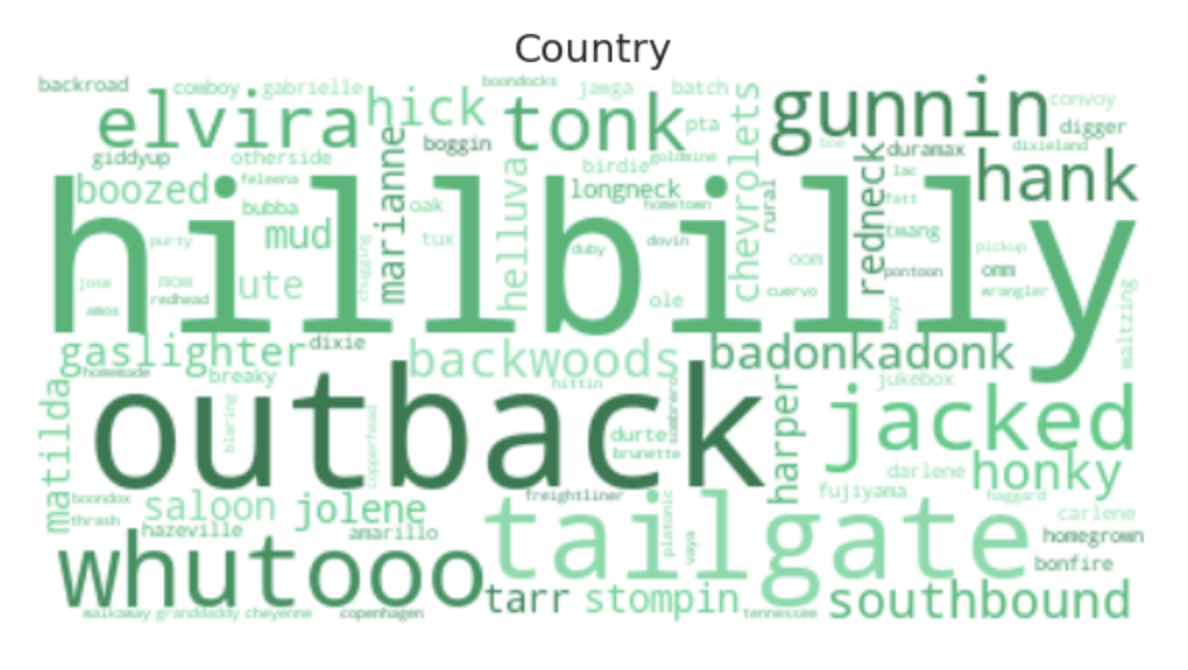 Country
backroad
cowboy
gabrielle
boondocks
jawga
batch
elvira
hick
tonk
pta
chevrolets
gunnin
convoy
digger
giddyup
otherside
marianne
boggin
birdie
goldmine
boe
duramax
dixieland
boozed
feleena
helluva
longneck
hometown
rural
redneck
lac
fatt
hank
bubba
oak
mud
tux
purty
chugging
duby
dovin
twang
pickup
hillbilly
jose
mom
redhead
amos
ute
ole
oom
cuervo
pontoon
omm
wrangler
boyz
waltzing
gaslighter
dixie
homemade
breaky
backwoods
hittin
badonkadonk
jukebox
matilda
outback
blaring
copperhead
durte
brunette
sombrero
harper
jacked
darlene
honky
fujiyama
haggard
boondox
thrash
saloon
hazeville
jolene
amarillo
freightliner
platonic
vaya
tailgate
carlene
homegrown
bonfire
whutooo
tarr
stompin
southbound
walkaway
granddaddy
cheyenne
copenhagen
tennessee